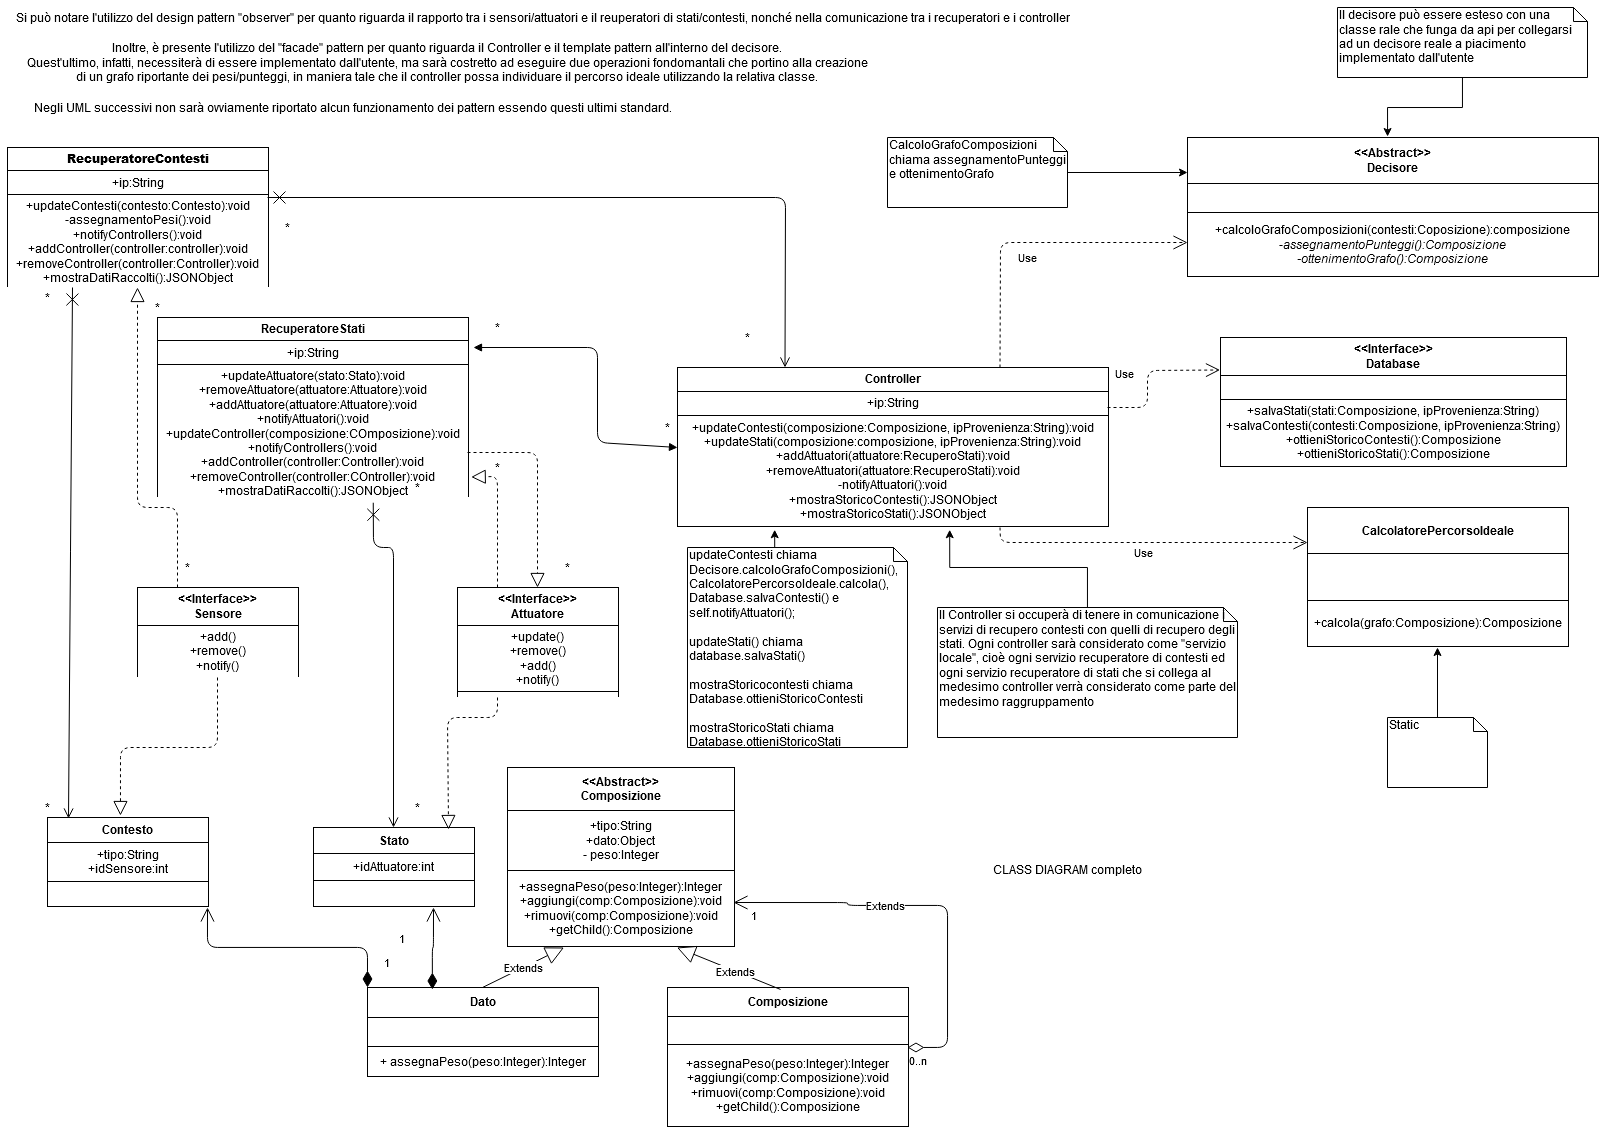 Si può notare l'utilizzo del design pattern "observer" per quanto riguarda il rapporto tra i sensori/attuatori e il reuperatori di stati/contesti, nonché nella comunicazione tra i recuperatori e i controller
Inoltre, è presente l'utilizzo del "facade" pattern per quanto riguarda il Controller e il template pattern all'interno del decisore.
Quest'ultimo, infatti, necessiterà di essere implementato dall'utente, ma sarà costretto ad eseguire due operazioni fondomantali che portino alla creazione
di un grafo riportante dei pesi/punteggi, in maniera tale che il controller possa individuare il percorso ideale utilizzando la relativa classe.
Negli UML successivi non sarà ovviamente riportato alcun funzionamento dei pattern essendo questi ultimi standard.
Il decisore può essere esteso con una
classe rale che funga da api per collegarsi
ad un decisore reale a piacimento
implementato dall'utente
CalcoloGrafoComposizioni
chiama assegnamentoPunteggi
e ottenimentoGrafo
<<Abstract>>
Decisore
+calcoloGrafoComposizioni(contesti:Coposizione):composizione
-assegnamentoPunteggi():Composizione
-ottenimentoGrafo():Composizione
RecuperatoreContesti
+ip:String
+updateContesti(contesto:Contesto):void
-assegnamentoPesi():void
+notifyControllers():void
+addController(controller:controller):void
+removeController(controller:Controller):void
+mostraDatiRaccolti():JSONObject
*
*
*
RecuperatoreStati
+ip:String
+updateAttuatore(stato:Stato):void
+removeAttuatore(attuatore:Attuatore):void
+addAttuatore(attuatore:Attuatore):void
+notifyAttuatori():void
+updateController(composizione:COmposizione):void
+notifyControllers():void
+addController(controller:Controller):void
+removeController(controller:COntroller):void
+mostraDatiRaccolti():JSONObject
*
*
*
*
*
Use
Controller
+ip:String
+updateContesti(composizione:Composizione, ipProvenienza:String):void
+updateStati(composizione:composizione, ipProvenienza:String):void
+addAttuatori(attuatore:RecuperoStati):void
+removeAttuatori(attuatore:RecuperoStati):void
-notifyAttuatori():void
+mostraStoricoContesti():JSONObject
+mostraStoricoStati():JSONObject
Use
<<Interface>>
Database
+salvaStati(stati:Composizione, ipProvenienza:String)
+salvaContesti(contesti:Composizione, ipProvenienza:String)
+ottieniStoricoContesti():Composizione
+ottieniStoricoStati():Composizione
Use
CalcolatorePercorsoIdeale
+calcola(grafo:Composizione):Composizione
Static
*
<<Interface>>
Sensore
+add()
+remove()
+notify()
*
<<Interface>>
Attuatore
+update()
+remove()
+add()
+notify()
updateContesti chiama
Decisore.calcoloGrafoComposizioni(),
CalcolatorePercorsoIdeale.calcola(),
Database.salvaContesti() e
self.notifyAttuatori();
updateStati() chiama
database.salvaStati()
mostraStoricocontesti chiama
Database.ottieniStoricoContesti
mostraStoricoStati chiama
Database.ottieniStoricoStati
Il Controller si occuperà di tenere in comunicazione
servizi di recupero contesti con quelli di recupero degli
stati. Ogni controller sarà considerato come "servizio
locale", cioè ogni servizio recuperatore di contesti ed
ogni servizio recuperatore di stati che si collega al
medesimo controller verrà considerato come parte del
medesimo raggruppamento
*
Contesto
+tipo:String
+idSensore:int
*
Stato
+idAttuatore:int
<<Abstract>>
Composizione
+tipo:String
+dato:Object
- peso:Integer
+assegnaPeso(peso:Integer):Integer
+aggiungi(comp:Composizione):void
+rimuovi(comp:Composizione):void
+getChild():Composizione
CLASS DIAGRAM completo
Extends
1
1
1
Extends
Extends
Dato
+ assegnaPeso(peso:Integer):Integer
Composizione
+assegnaPeso(peso:Integer):Integer
+aggiungi(comp:Composizione):void
+rimuovi(comp:Composizione):void
+getChild():Composizione
0..n